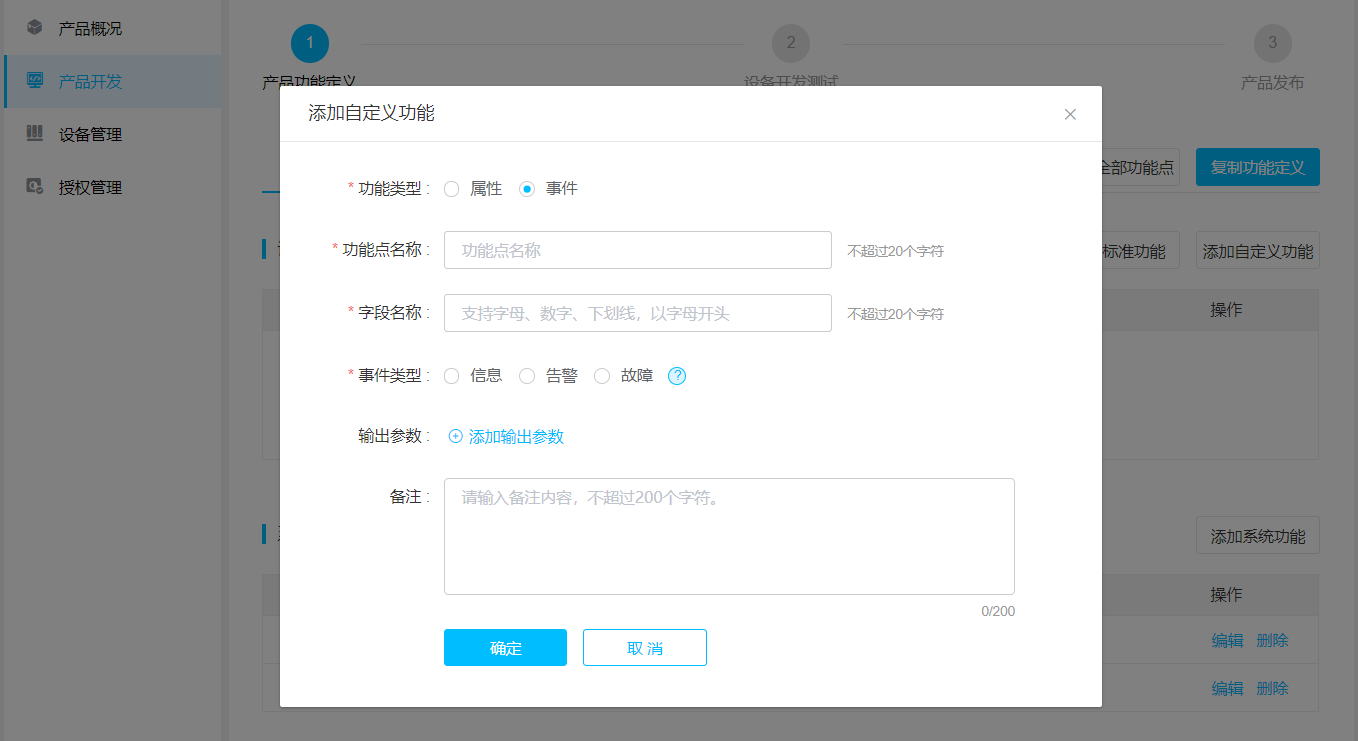 产品概况
产品开发
设备管理
授权管理
1
2
3
产品功能定义
设备开发测试
产品发布
全部功能点
复制功能定义
标准功能
添加自定义功能
操作
添加系统功能
操作
编辑 删除
编辑 删除
添加自定义功能
* 功能类型 : 属性 事件
* 功能点名称 : 功能点名称 不超过20个字符
* 字段名称 : 支持字母、数字、下划线，以字母开头 不超过20个字符
* 事件类型 : 信息 告警 故障 ?
输出参数 : 添加输出参数
备注 : 请输入备注内容，不超过200个字符。
0/200
确定 取消